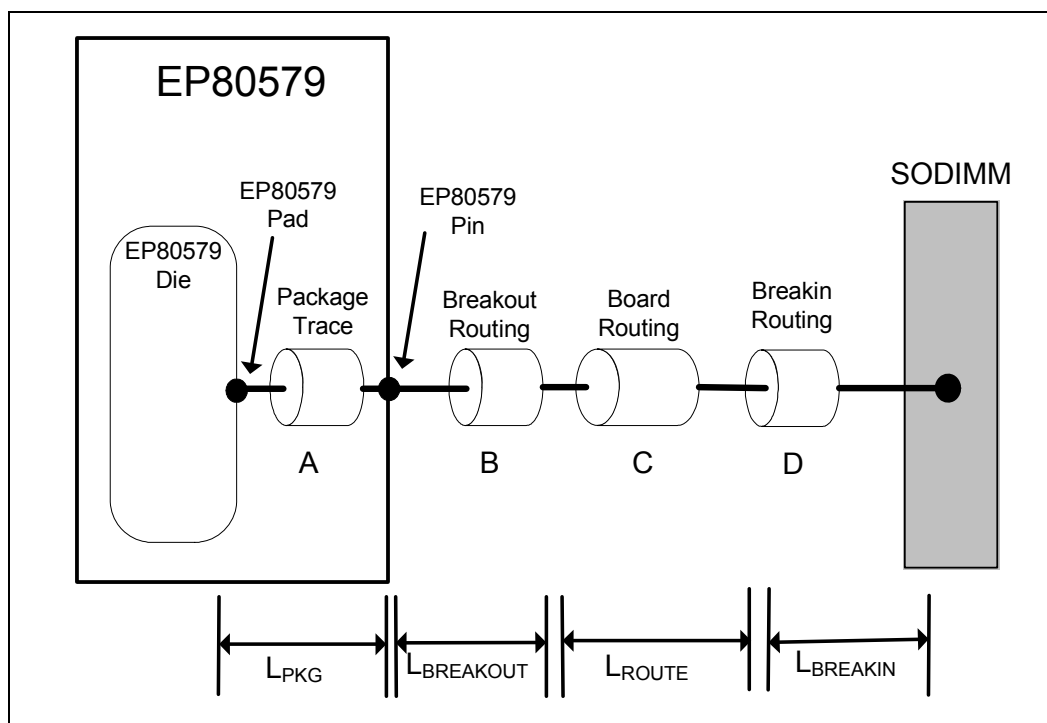 EP80579
SODIMM
EP80579
Pad
EP80579
Pin
EP80579
Die
Package
Trace
Breakout
Routing
Board
Routing
Breakin
Routing
A
B
C
D
LPKG
LBREAKOUT
LROUTE
LBREAKIN